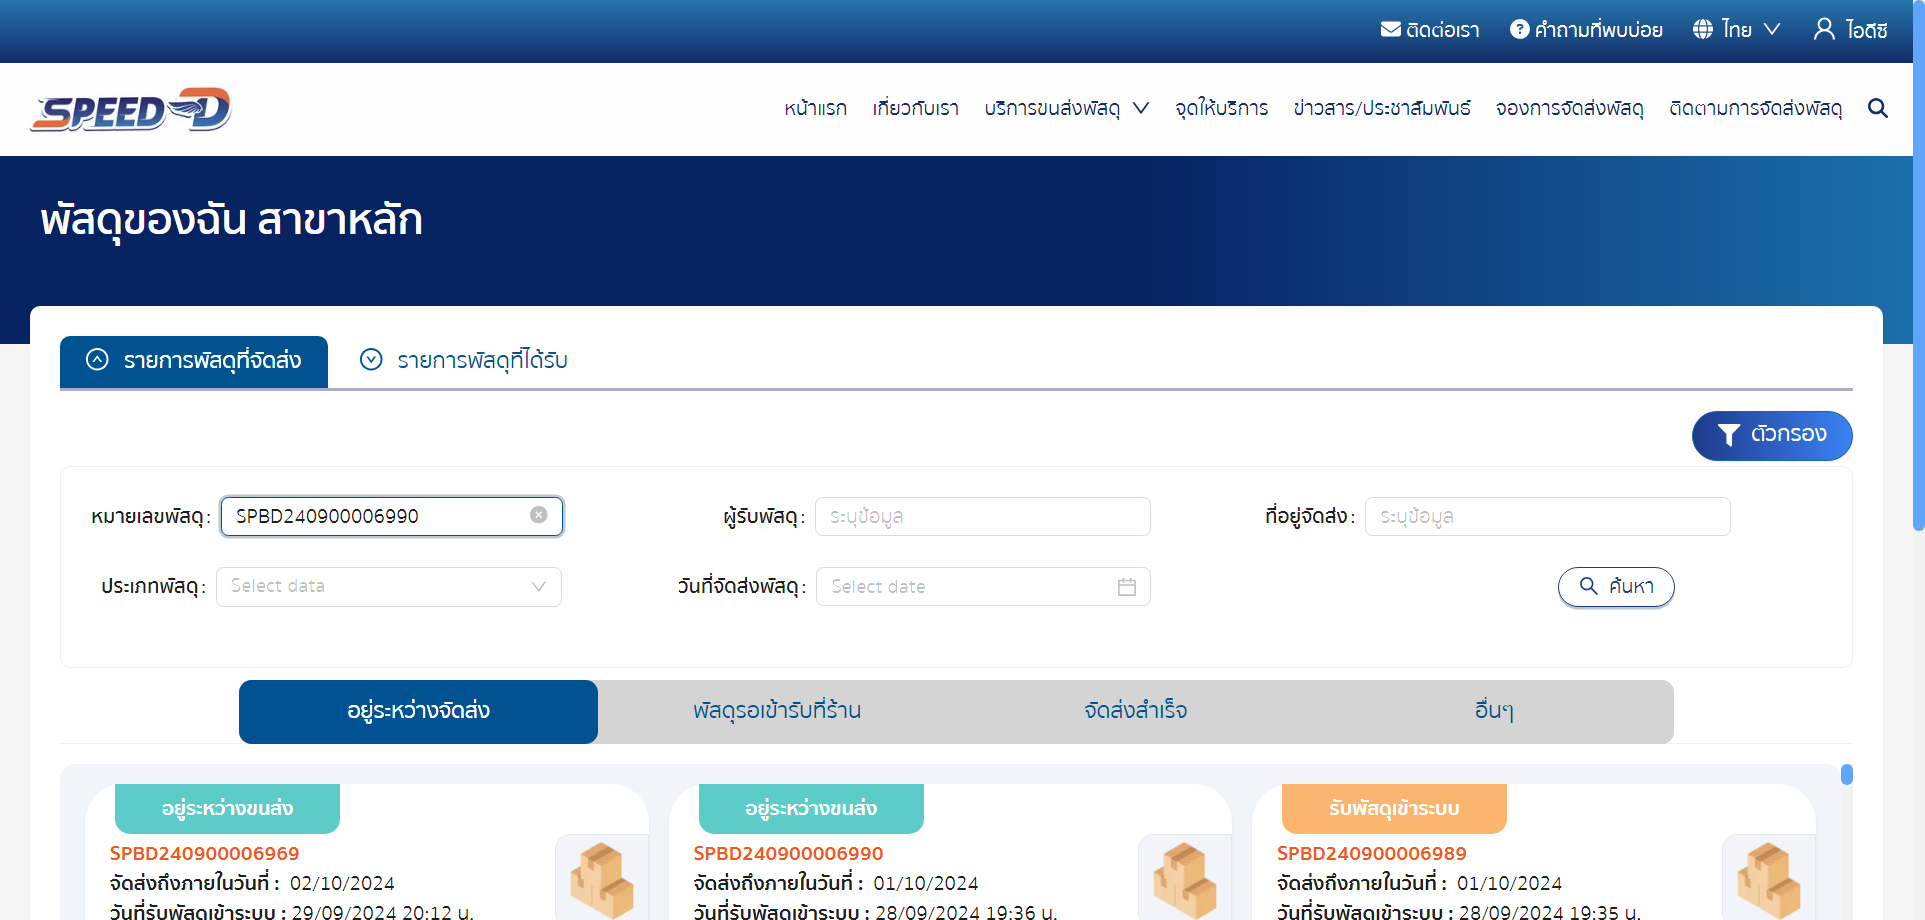 ติดต่อเรา คำถามที่พบบ่อย ไทย ไอดีซี
SPEED-D หน้าแรก เกี่ยวกับเรา บริการขนส่งพัสดุ จุดให้บริการ ข่าวสาร/ประชาสัมพันธ์ จองการจัดส่งพัสดุ ติดตามการจัดส่งพัสดุ
พัสดุของฉัน สาขาหลัก
รายการพัสดุที่จัดส่ง รายการพัสดุที่ได้รับ
ตัวกรอง
หมายเลขพัสดุ : SPBD240900006990 ผู้รับพัสดุ : ระบุข้อมูล ที่อยู่จัดส่ง : ระบุข้อมูล
ประเภทพัสดุ : Select data วันที่จัดส่งพัสดุ : Select date ค้นหา
อยู่ระหว่างจัดส่ง พัสดุรอเข้ารับที่ร้าน จัดส่งสำเร็จ อื่นๆ
อยู่ระหว่างขนส่ง อยู่ระหว่างขนส่ง รับพัสดุเข้าระบบ
SPBD240900006969 SPBD240900006990 SPBD240900006989
จัดส่งถึงภายในวันที่ : 02/10/2024 จัดส่งถึงภายในวันที่ : 01/10/2024 จัดส่งถึงภายในวันที่ : 01/10/2024
วันที่รับพัสดุเข้าระบบ : 29/09/2024 20:12 น. วันที่รับพัสดุเข้าระบบ : 28/09/2024 19:36 น. วันที่รับพัสดุเข้าระบบ : 28/09/2024 19:35 น.